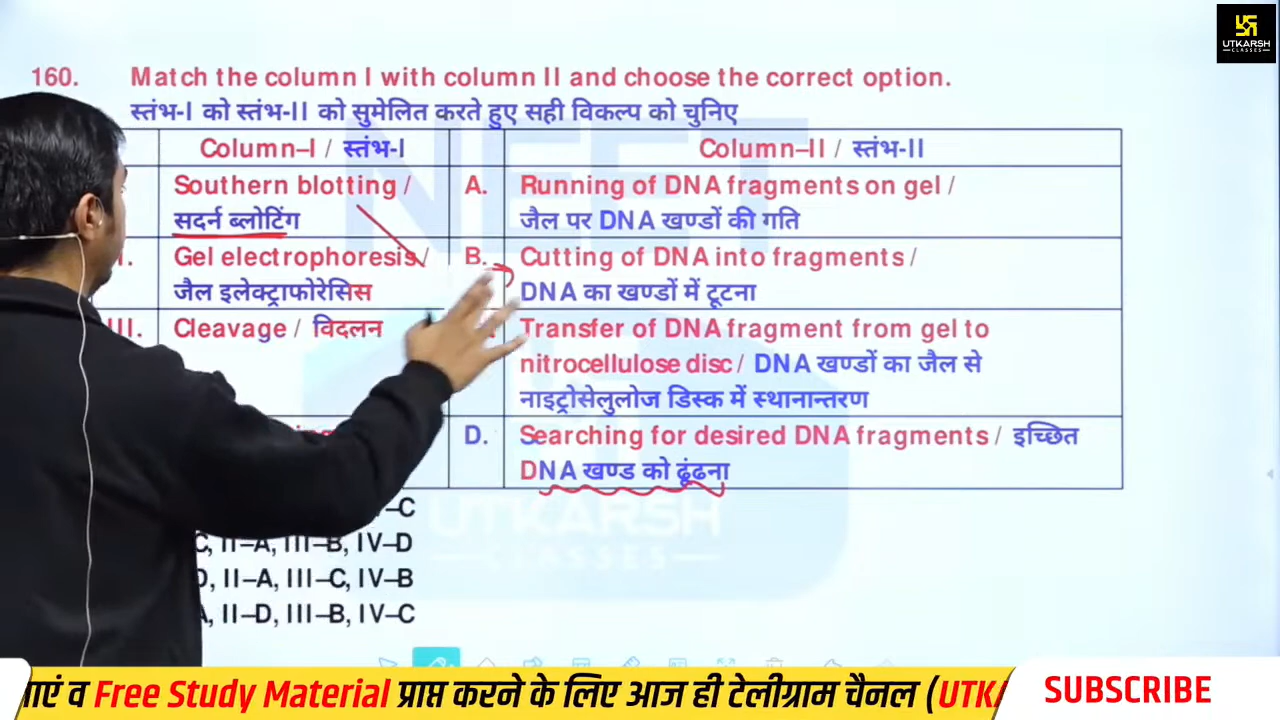 UTKARSH
CLASSES
160. Match the column I with column II and choose the correct option.
स्तंभ-I को स्तंभ-II को सुमेलित करते हुए सही विकल्प को चुनिए
Column–I / स्तंभ-I Column–II / स्तंभ-II
Southern blotting / A. Running of DNA fragments on gel /
सदर्न ब्लोटिंग जैल पर DNA खण्डों की गति
Gel electrophoresis / B. Cutting of DNA into fragments /
जैल इलेक्ट्राफोरेसिस DNA का खण्डों में टूटना
III. Cleavage / विदलन Transfer of DNA fragment from gel to
nitrocellulose disc / DNA खण्डों का जैल से
नाइट्रोसेलुलोज डिस्क में स्थानान्तरण
D. Searching for desired DNA fragments / इच्छित
DNA खण्ड को ढूंढना
–C
C, II–A, III–B, IV–D
D, II–A, III–C, IV–B
II–D, III–B, IV–C
NEET
UTKARSH
CLASSES
व Free Study Material प्राप्त करने के लिए आज ही टेलीग्राम चैनल
SUBSCRIBE